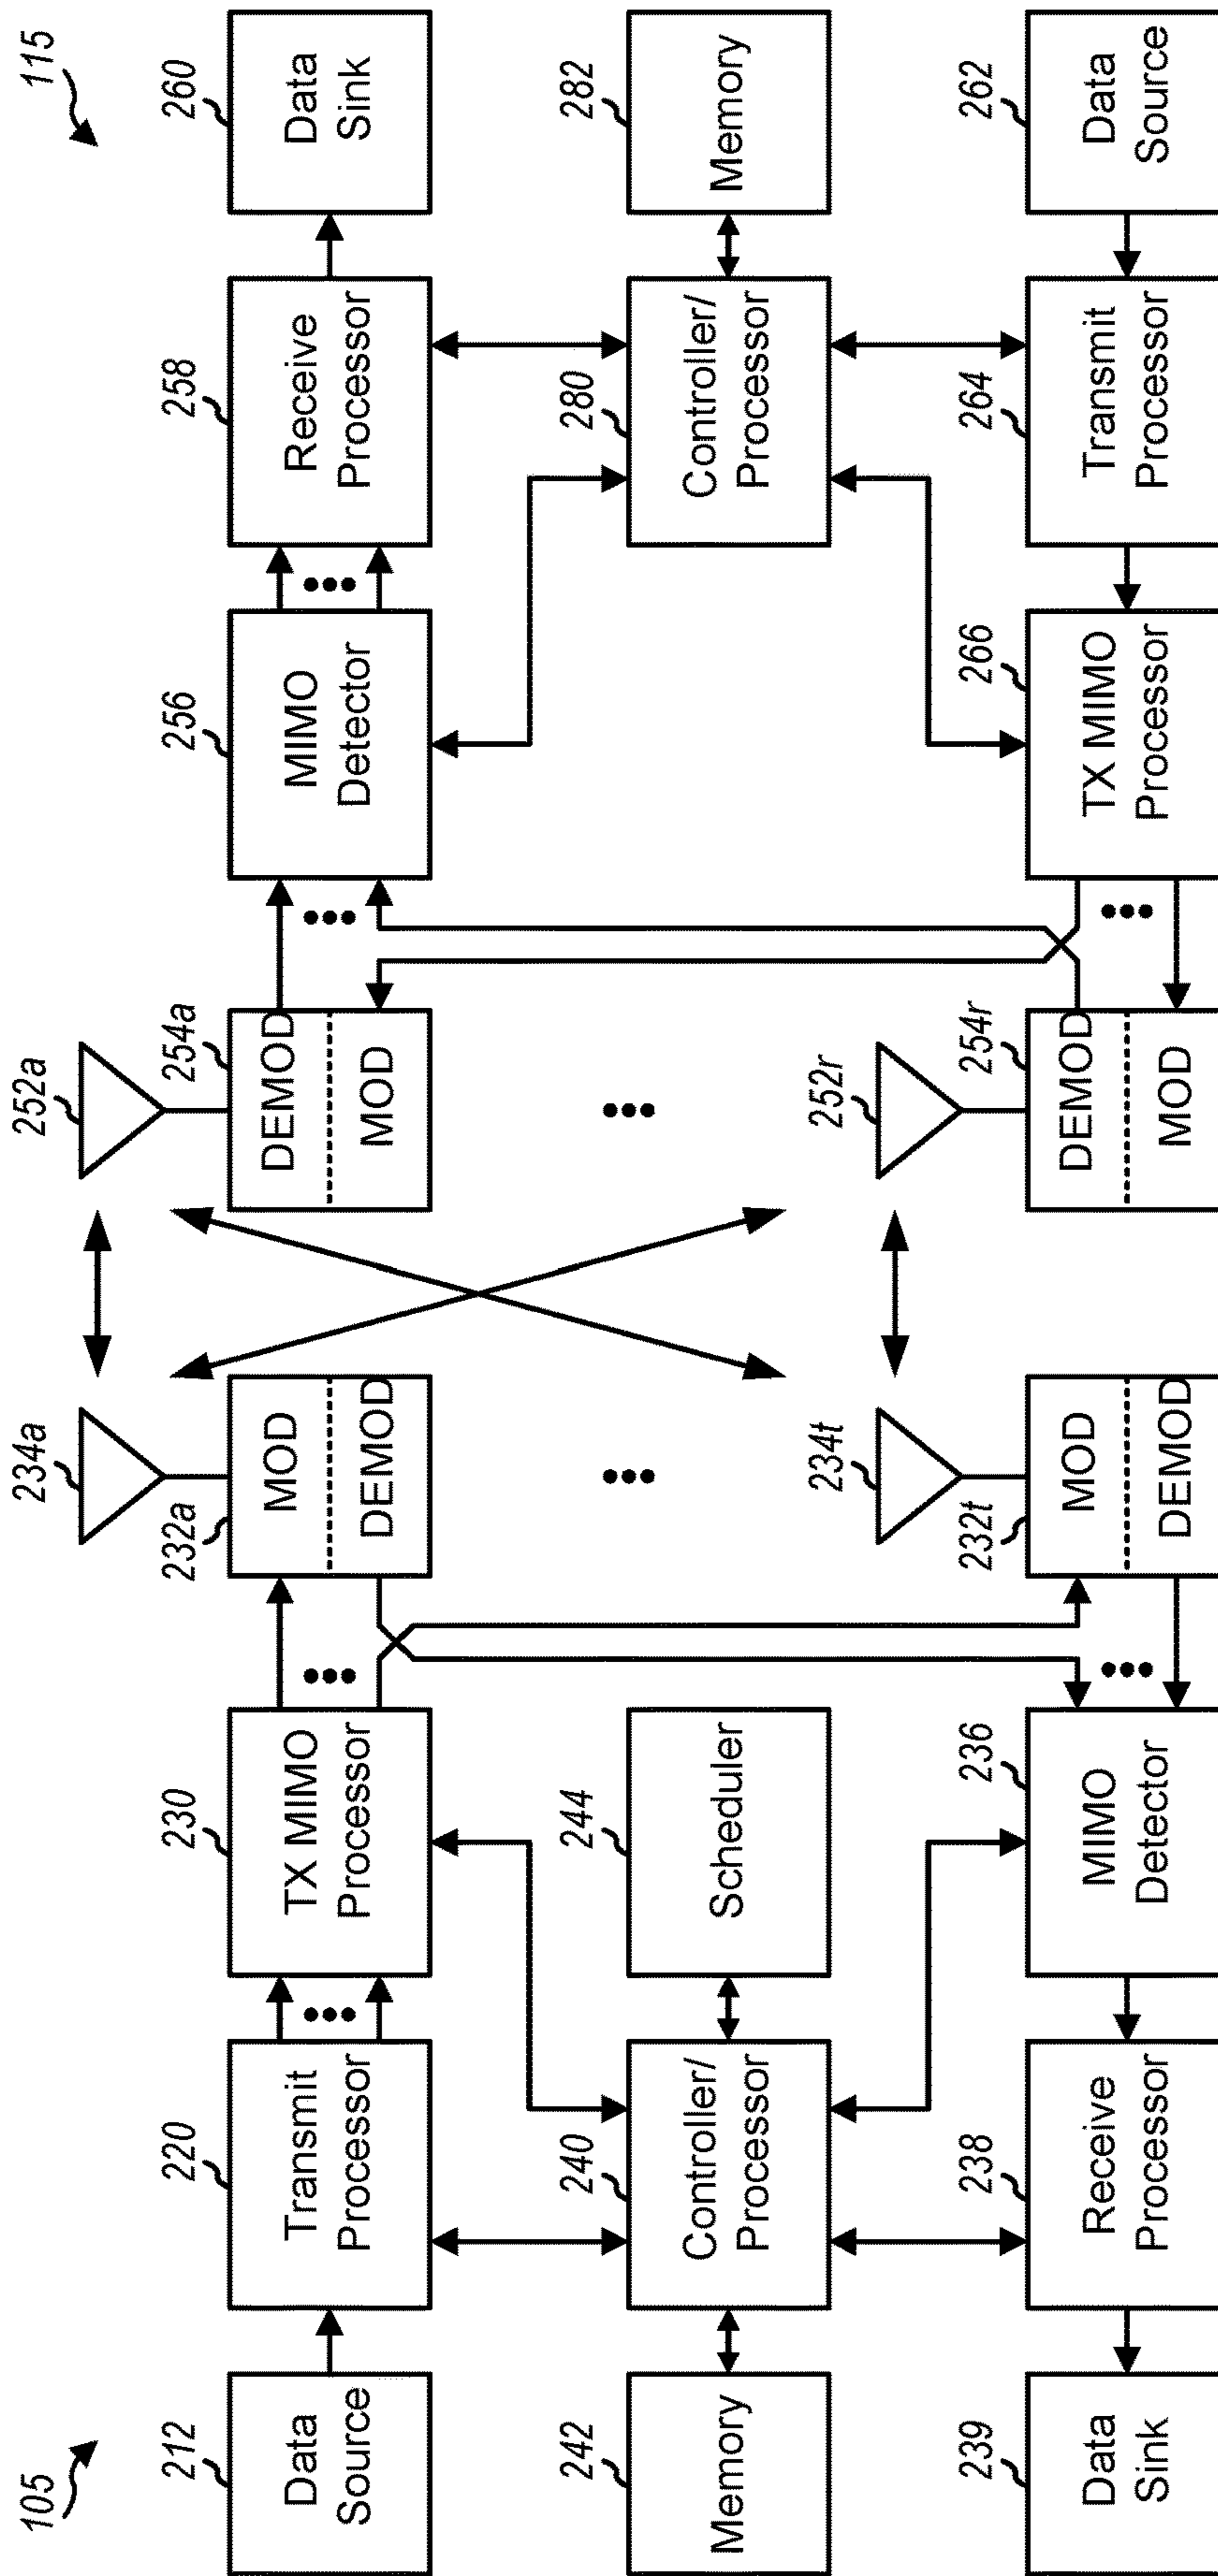 105
115
212
Data
Source
220
Transmit
Processor
230
TX MIMO
Processor
234a
232a
MOD
DEMOD
252a
254a
DEMOD
MOD
256
MIMO
Detector
258
Receive
Processor
260
Data
Sink
242
Memory
240
Controller/
Processor
244
Scheduler
280
Controller/
Processor
282
Memory
239
Data
Sink
238
Receive
Processor
236
MIMO
Detector
234t
232t
MOD
DEMOD
252r
254r
DEMOD
MOD
266
TX MIMO
Processor
264
Transmit
Processor
262
Data
Source